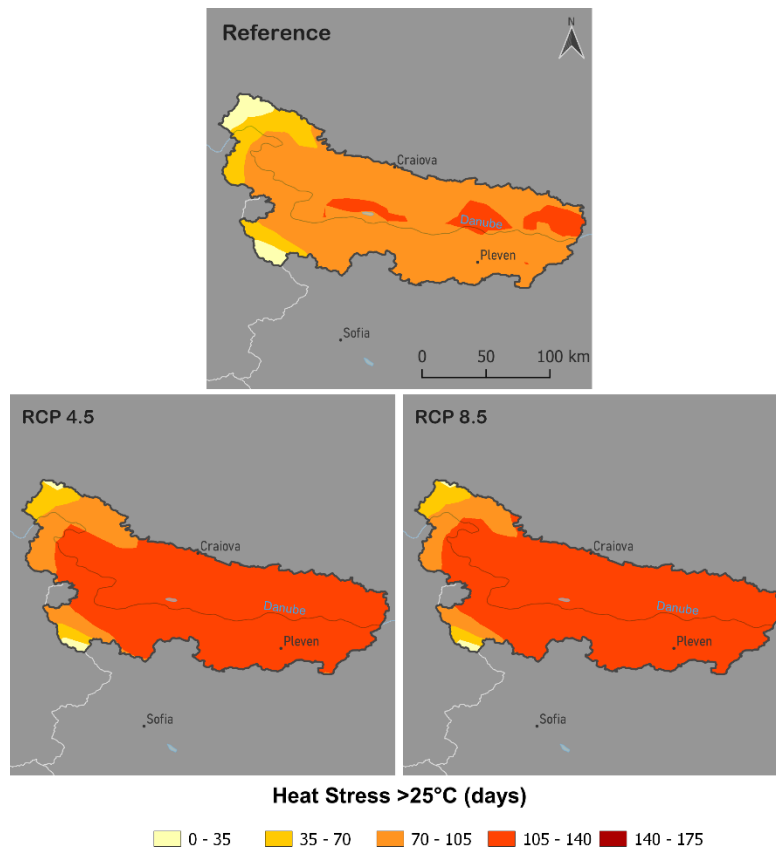 Reference
N
Craiova
Danube
Pleven
Sofia
0 50 100 km
RCP 4.5
Craiova
Danube
Pleven
Sofia
RCP 8.5
Craiova
Danube
Pleven
Sofia
Heat Stress >25°C (days)
0 - 35 35 - 70 70 - 105 105 - 140 140 - 175